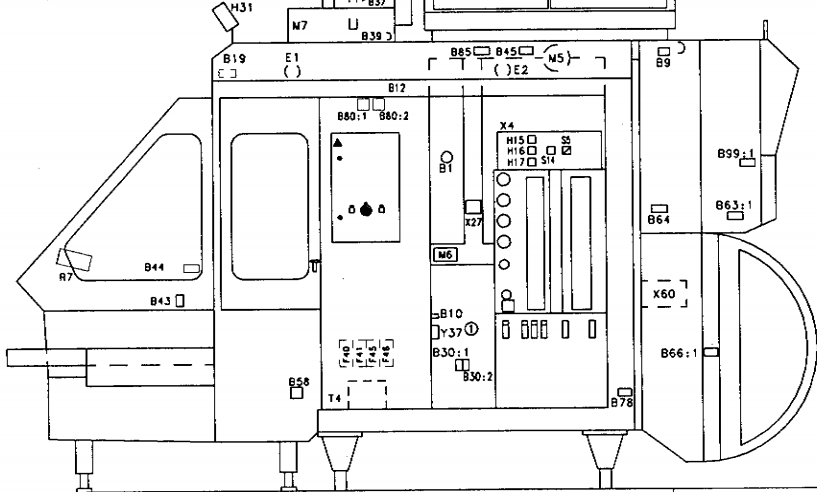 H31
B37
M7
B39
B85
B45
M5
B19
E1
E2
B9
B12
B80:1
B80:2
X4
H15
S5
H16
H17
S14
B1
B99:1
X27
B64
B63:1
M6
R7
B44
X60
B43
B10
Y37 1
F40
F41
F45
F46
B30:1
B66:1
B30:2
B58
T4
B78